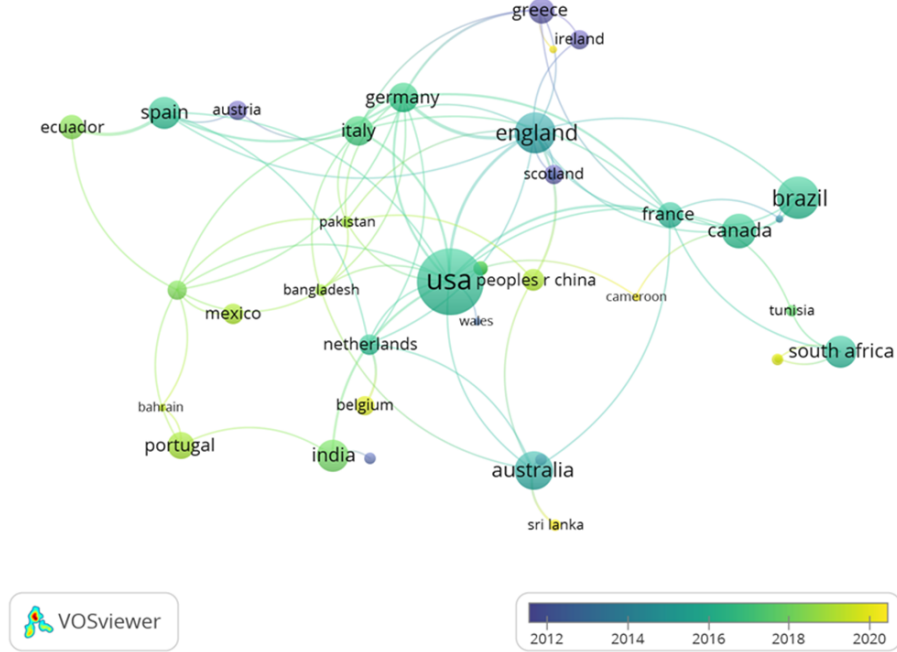 greece
ireland
germany
spain
austria
ecuador
italy
england
scotland
brazil
pakistan
france
canada
usa
peoples r china
bangladesh
cameroon
mexico
wales
tunisia
netherlands
south africa
bahrain
belgium
portugal
india
australia
sri lanka
VOSviewer
2012 2014 2016 2018 2020